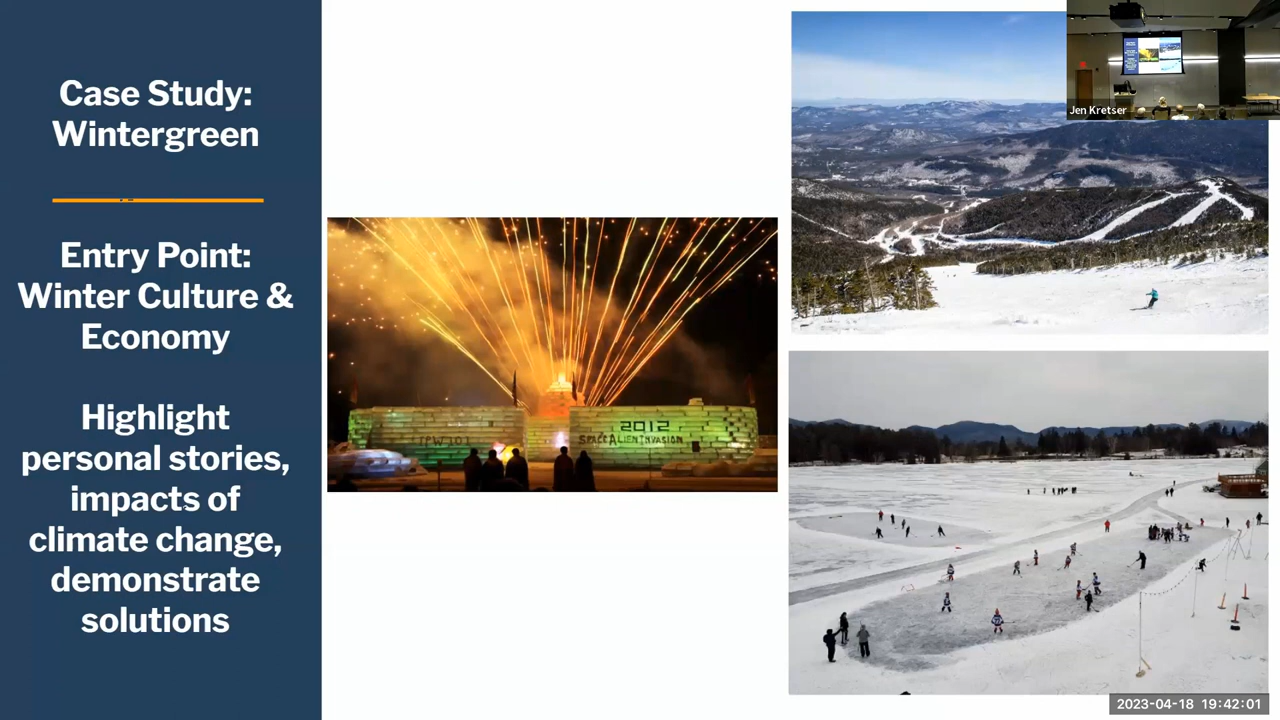 Case Study:
Wintergreen
Entry Point:
Winter Culture &
Economy
Highlight
personal stories,
impacts of
climate change,
demonstrate
solutions
2012
SPACE ALIEN INVASION
Jen Kretser
2023-04-18 19:42:01